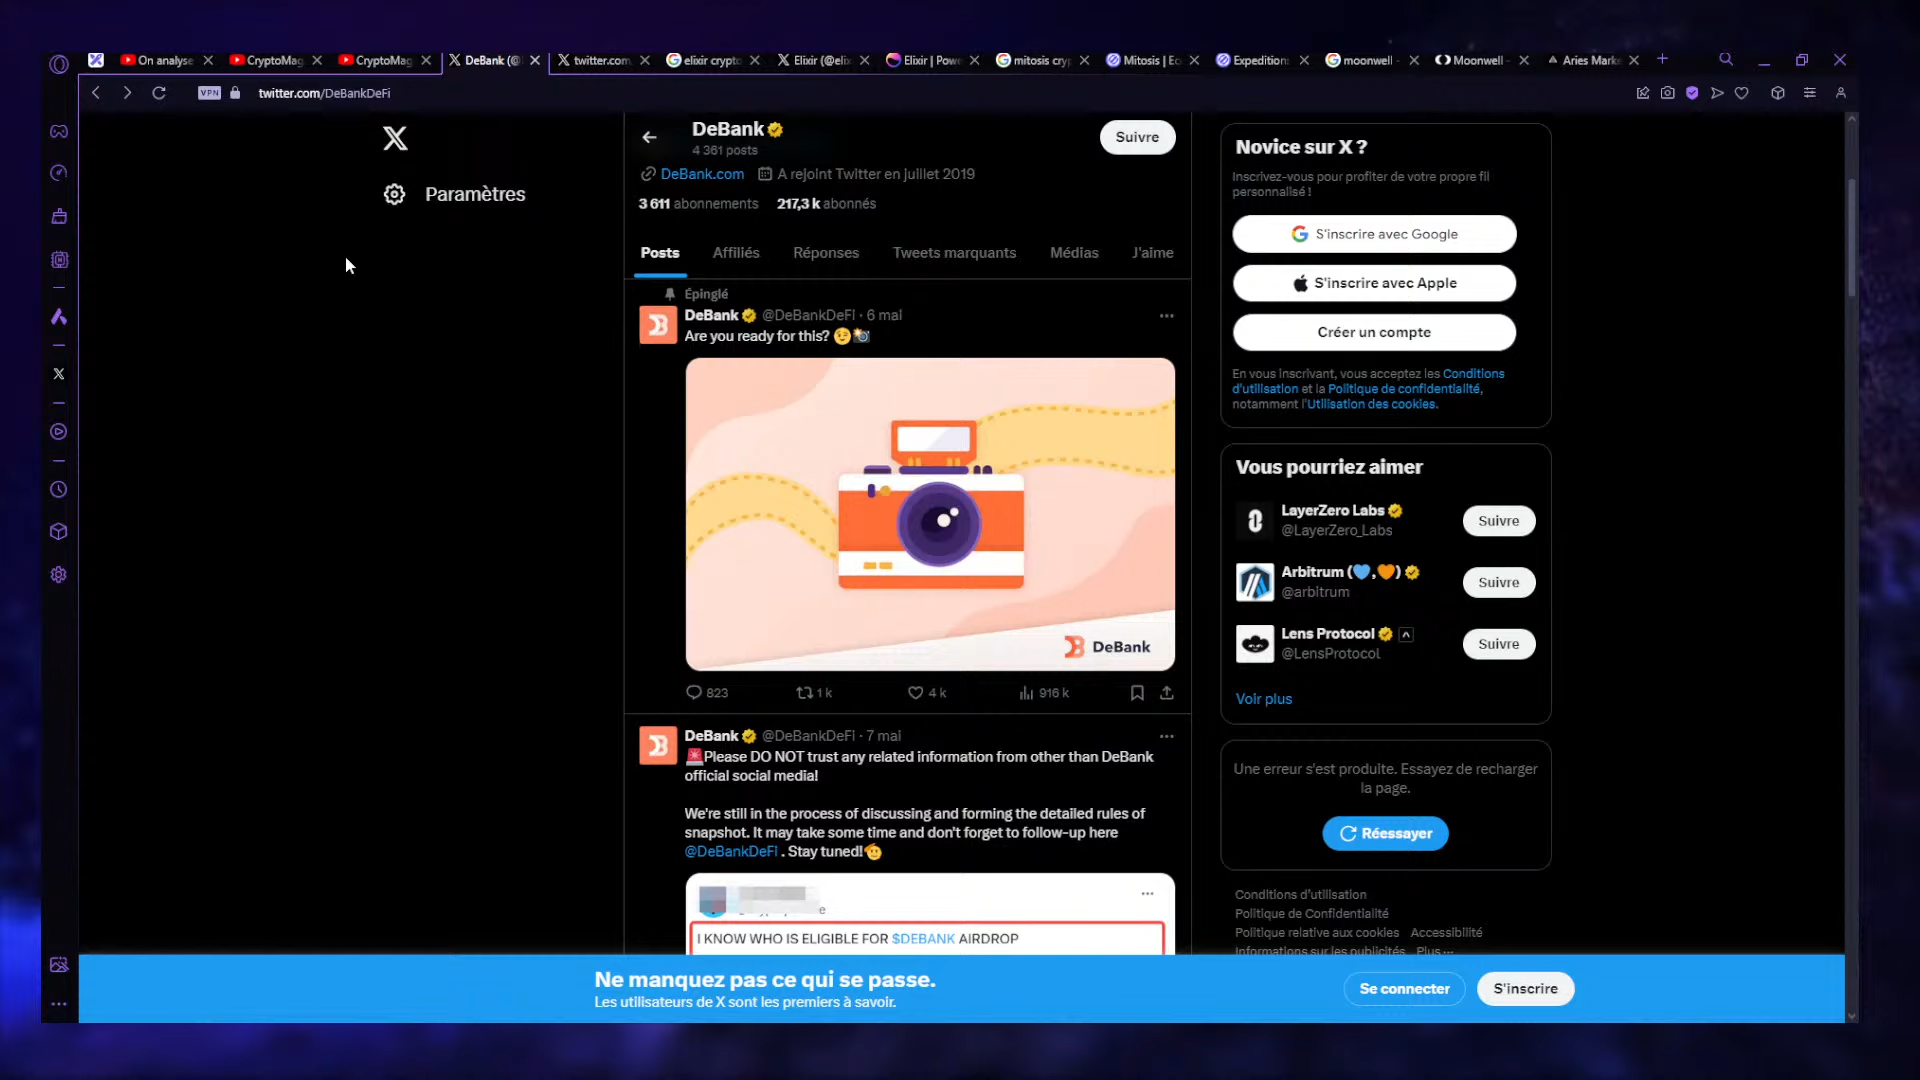 On analyse
CryptoMag
CryptoMag
DeBank (@
twitter.com
elixir crypto
Elixir (@elix
Elixir | Powe
mitosis cryp
Mitosis | Ec
Expedition
moonwell -
Moonwell -
Aries Mark
VPN
twitter.com/DeBankDeFi
Paramètres
DeBank
4 361 posts
Suivre
DeBank.com
A rejoint Twitter en juillet 2019
3 611 abonnements 217,3 k abonnés
Posts Affiliés Réponses Tweets marquants Médias J'aime
Épinglé
DeBank @DeBankDeFi · 6 mai
Are you ready for this? 😉📸
DeBank
823 1 k 4 k 916 k
DeBank @DeBankDeFi · 7 mai
🚨Please DO NOT trust any related information from other than DeBank
official social media!
We're still in the process of discussing and forming the detailed rules of
snapshot. It may take some time and don't forget to follow-up here
@DeBankDeFi . Stay tuned!🫡
I KNOW WHO IS ELIGIBLE FOR $DEBANK AIRDROP
Novice sur X ?
Inscrivez-vous pour profiter de votre propre fil
personnalisé !
S'inscrire avec Google
S'inscrire avec Apple
Créer un compte
En vous inscrivant, vous acceptez les Conditions
d'utilisation et la Politique de confidentialité,
notamment l'Utilisation des cookies.
Vous pourriez aimer
LayerZero Labs
@LayerZero_Labs
Suivre
Arbitrum (💙,🧡)
@arbitrum
Suivre
Lens Protocol
@LensProtocol
Suivre
Voir plus
Une erreur s'est produite. Essayez de recharger
la page.
Réessayer
Conditions d'utilisation
Politique de Confidentialité
Politique relative aux cookies Accessibilité
Informations sur les publicités Plus ···
Ne manquez pas ce qui se passe.
Les utilisateurs de X sont les premiers à savoir.
Se connecter
S'inscrire